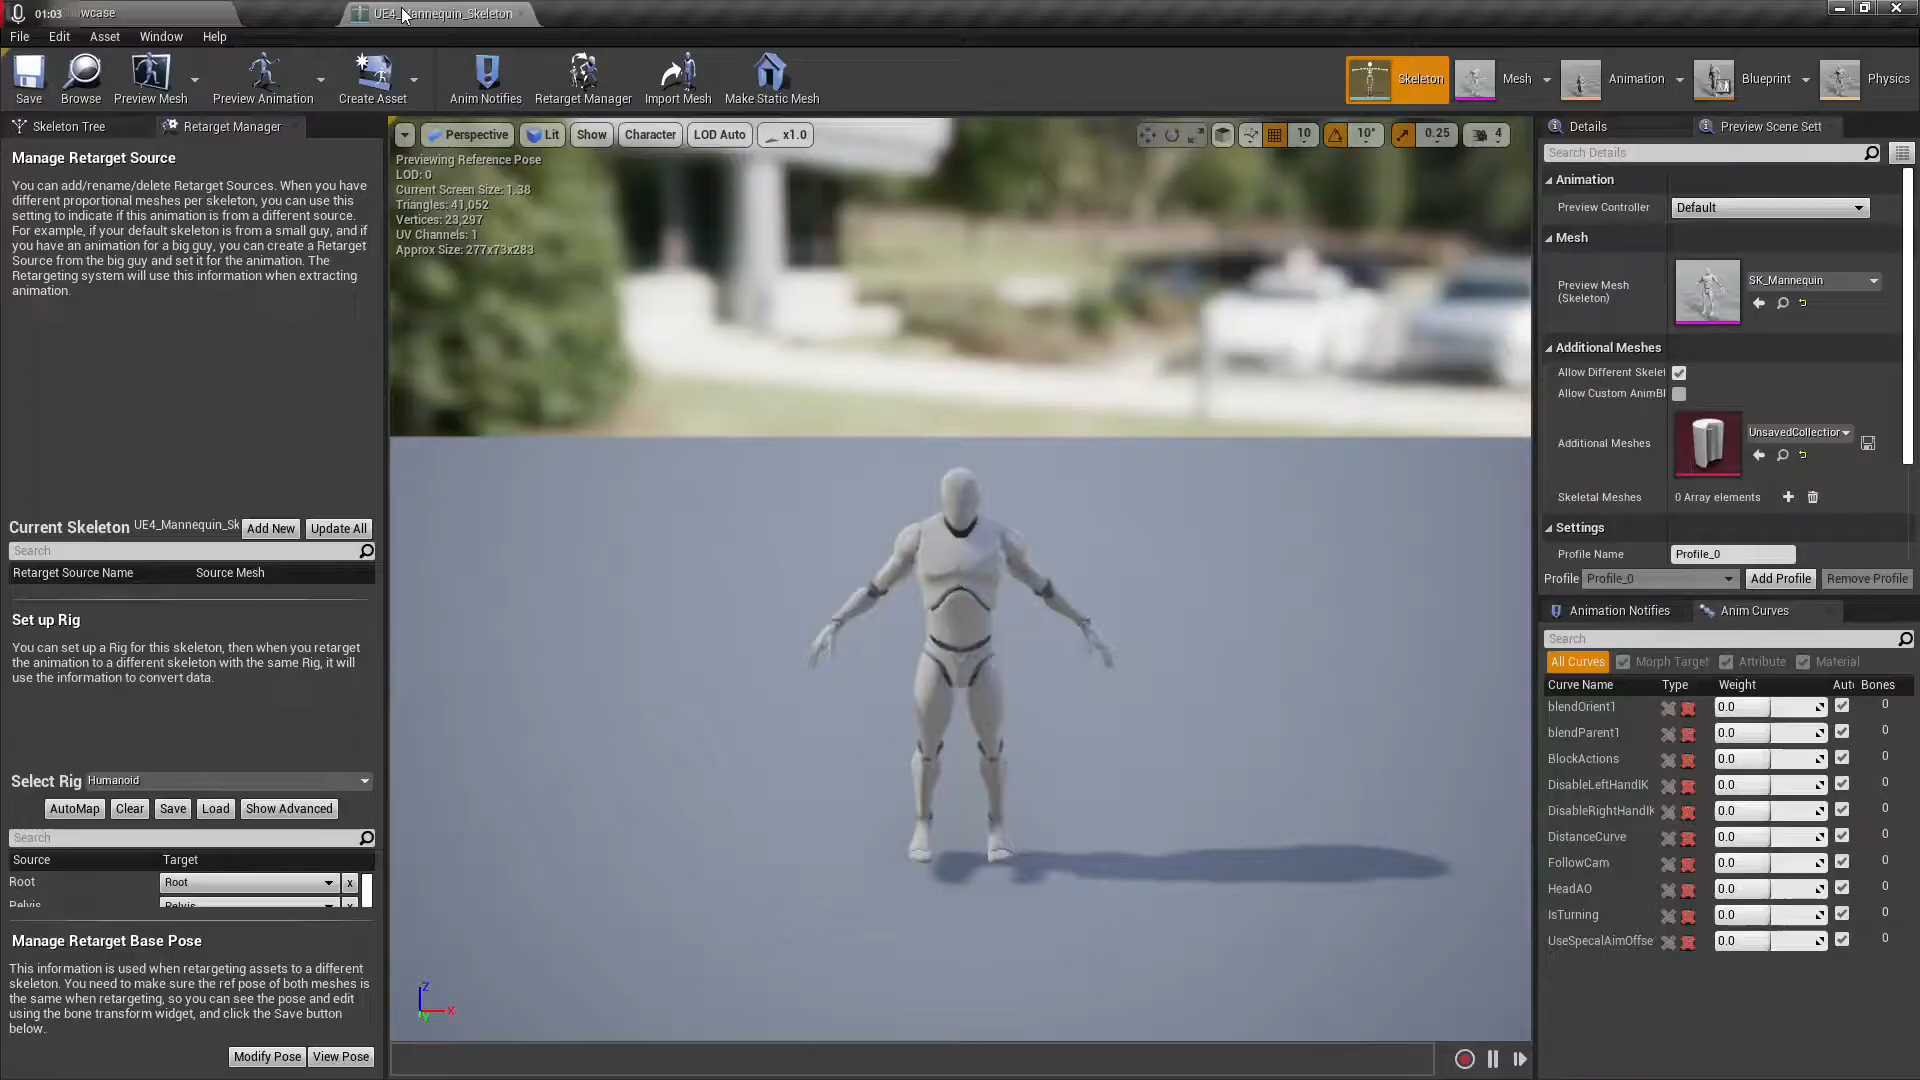 01:03
wcase
UE4_Mannequin_Skeleton
File
Edit
Asset
Window
Help
Save
Browse
Preview Mesh
Preview Animation
Create Asset
Anim Notifies
Retarget Manager
Import Mesh
Make Static Mesh
Skeleton
Mesh
Animation
Blueprint
Physics
Skeleton Tree
Retarget Manager
Manage Retarget Source
You can add/rename/delete Retarget Sources. When you have
different proportional meshes per skeleton, you can use this
setting to indicate if this animation is from a different source.
For example, if your default skeleton is from a small guy, and if
you have an animation for a big guy, you can create a Retarget
Source from the big guy and set it for the animation. The
Retargeting system will use this information when extracting
animation.
Current Skeleton UE4_Mannequin_Sk
Add New
Update All
Search
Retarget Source Name
Source Mesh
Set up Rig
You can set up a Rig for this skeleton, then when you retarget
the animation to a different skeleton with the same Rig, it will
use the information to convert data.
Select Rig Humanoid
AutoMap
Clear
Save
Load
Show Advanced
Search
Source
Target
Root
Root
x
Pelvis
Pelvis
x
Manage Retarget Base Pose
This information is used when retargeting assets to a different
skeleton. You need to make sure the ref pose of both meshes is
the same when retargeting, so you can see the pose and edit
using the bone transform widget, and click the Save button
below.
Modify Pose
View Pose
Perspective
Lit
Show
Character
LOD Auto
x1.0
10
10°
0.25
4
Previewing Reference Pose
LOD: 0
Current Screen Size: 1.38
Triangles: 41,052
Vertices: 23,297
UV Channels: 1
Approx Size: 277x73x283
Z
X
Y
Details
Preview Scene Sett
Search Details
Animation
Preview Controller
Default
Mesh
Preview Mesh
(Skeleton)
SK_Mannequin
Additional Meshes
Allow Different Skelet
Allow Custom AnimBl
Additional Meshes
UnsavedCollection
Skeletal Meshes
0 Array elements
Settings
Profile Name
Profile_0
Profile
Profile_0
Add Profile
Remove Profile
Animation Notifies
Anim Curves
Search
All Curves
Morph Target
Attribute
Material
Curve Name
Type
Weight
Aut
Bones
blendOrient1
0.0
0
blendParent1
0.0
0
BlockActions
0.0
0
DisableLeftHandIK
0.0
0
DisableRightHandIK
0.0
0
DistanceCurve
0.0
0
FollowCam
0.0
0
HeadAO
0.0
0
IsTurning
0.0
0
UseSpecalAimOffse
0.0
0